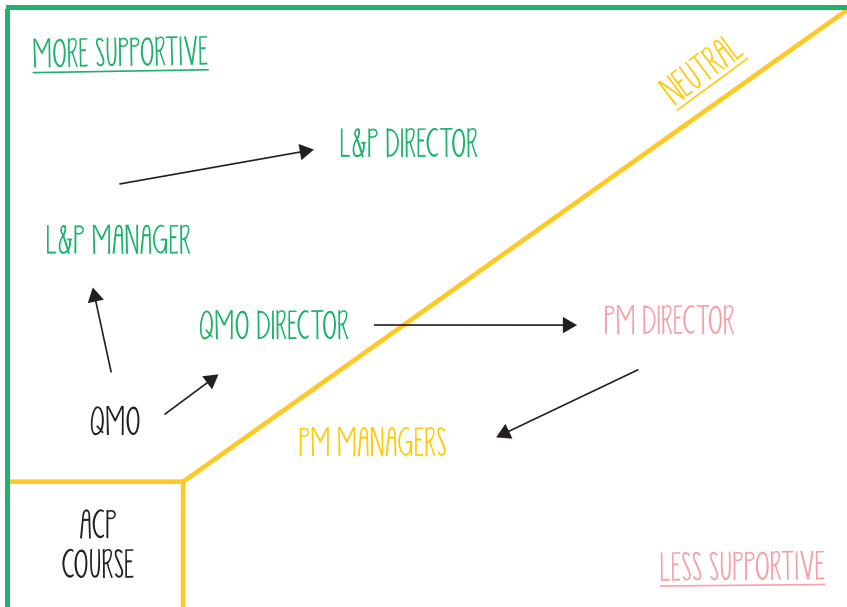 MORE SUPPORTIVE
NEUTRAL
L&P DIRECTOR
L&P MANAGER
QMO DIRECTOR
PM DIRECTOR
QMO
PM MANAGERS
ACP
COURSE
LESS SUPPORTIVE